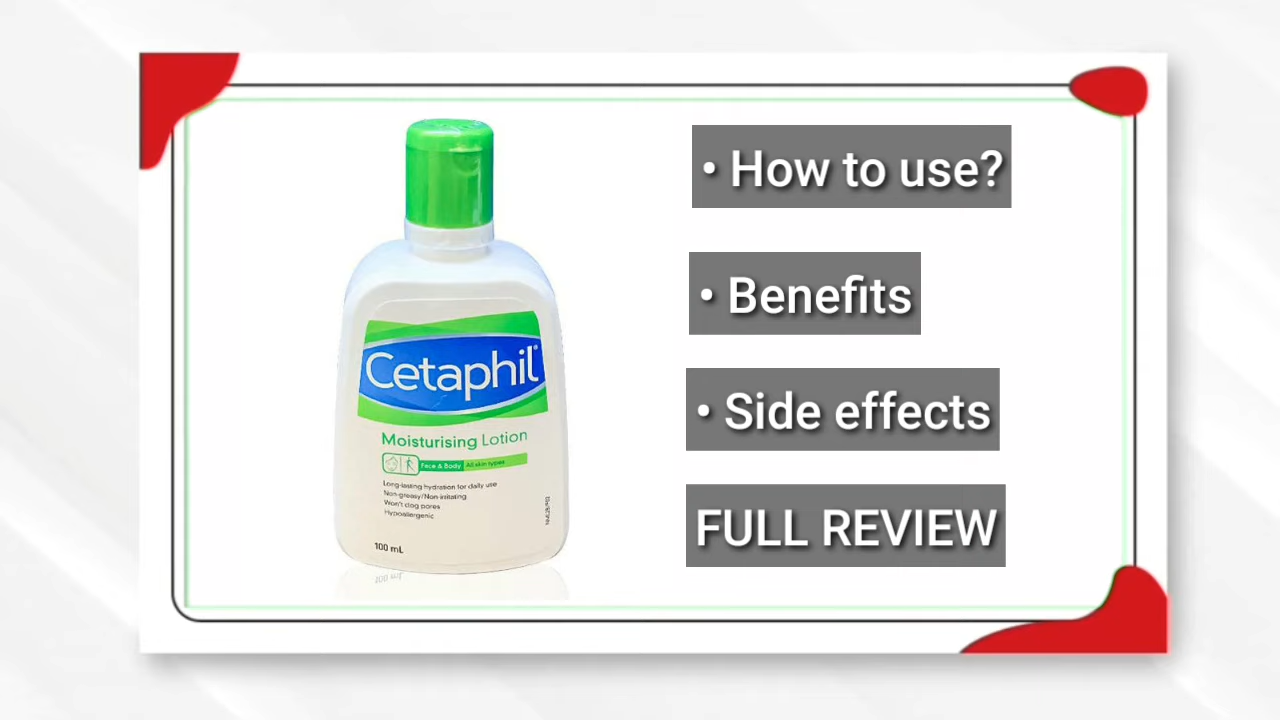 • How to use?
• Benefits
• Side effects
FULL REVIEW
Cetaphil
Moisturising Lotion
Face & Body All skin types
Long-lasting hydration for daily use
Non-greasy/Non-irritating
Won't clog pores
Hypoallergenic
100 mL